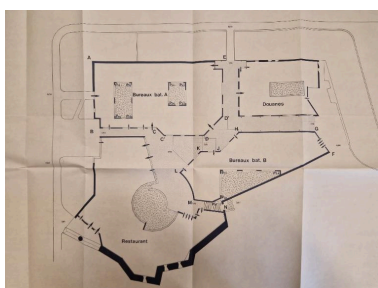 A
E
Bureaux bat. A
Douanes
B
C
C'
D'
D
H
G
K
F
Bureaux bat. B
L
M
N
Restaurant